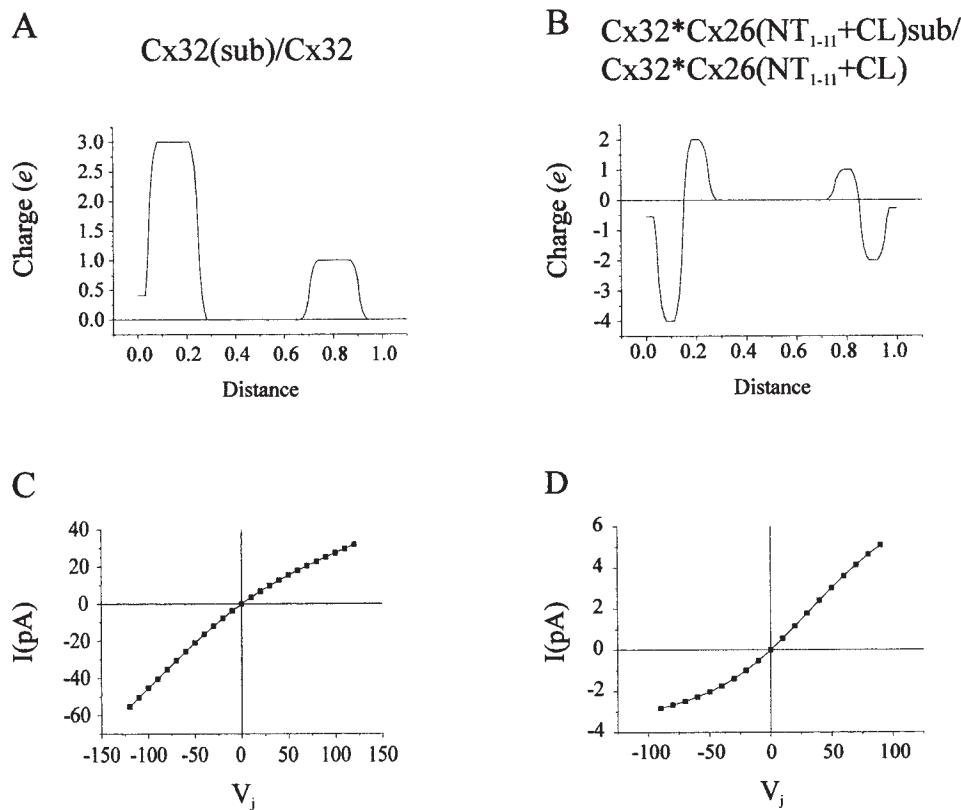 A
Cx32(sub)/Cx32
B
Cx32*Cx26(NT1-11+CL)sub/
Cx32*Cx26(NT1-11+CL)
Charge (e)
3.0
2.5
2.0
1.5
1.0
0.5
0.0
0.0 0.2 0.4 0.6 0.8 1.0
Distance
Charge (e)
2
1
0
-1
-2
-3
-4
0.0 0.2 0.4 0.6 0.8 1.0
Distance
C
I(pA)
40
20
0
-20
-40
-60
-150 -100 -50 0 50 100 150
Vj
D
I(pA)
6
4
2
0
-2
-4
-100 -50 0 50 100
Vj